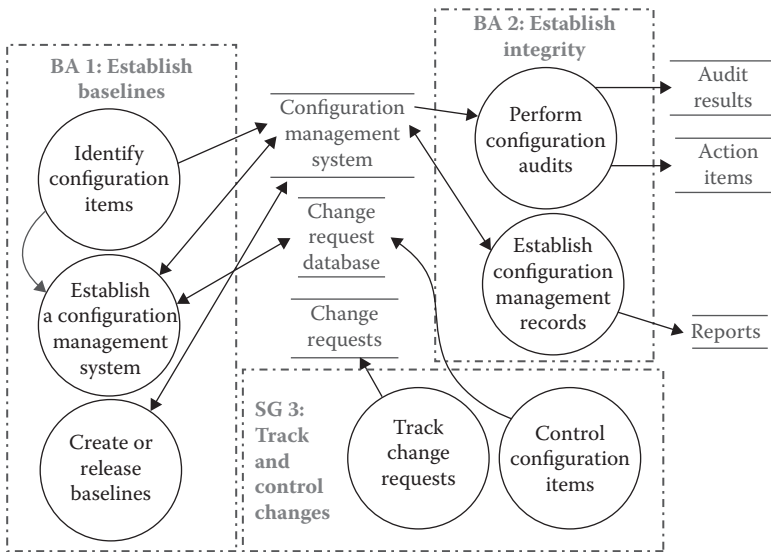 BA 1: Establish
baselines
Identify
configuration
items
Establish
a configuration
management
system
Create or
release
baselines
Configuration
management
system
Change
request
database
Change
requests
BA 2: Establish
integrity
Perform
configuration
audits
Establish
configuration
management
records
Audit
results
Action
items
Reports
SG 3:
Track
and
control
changes
Track
change
requests
Control
configuration
items